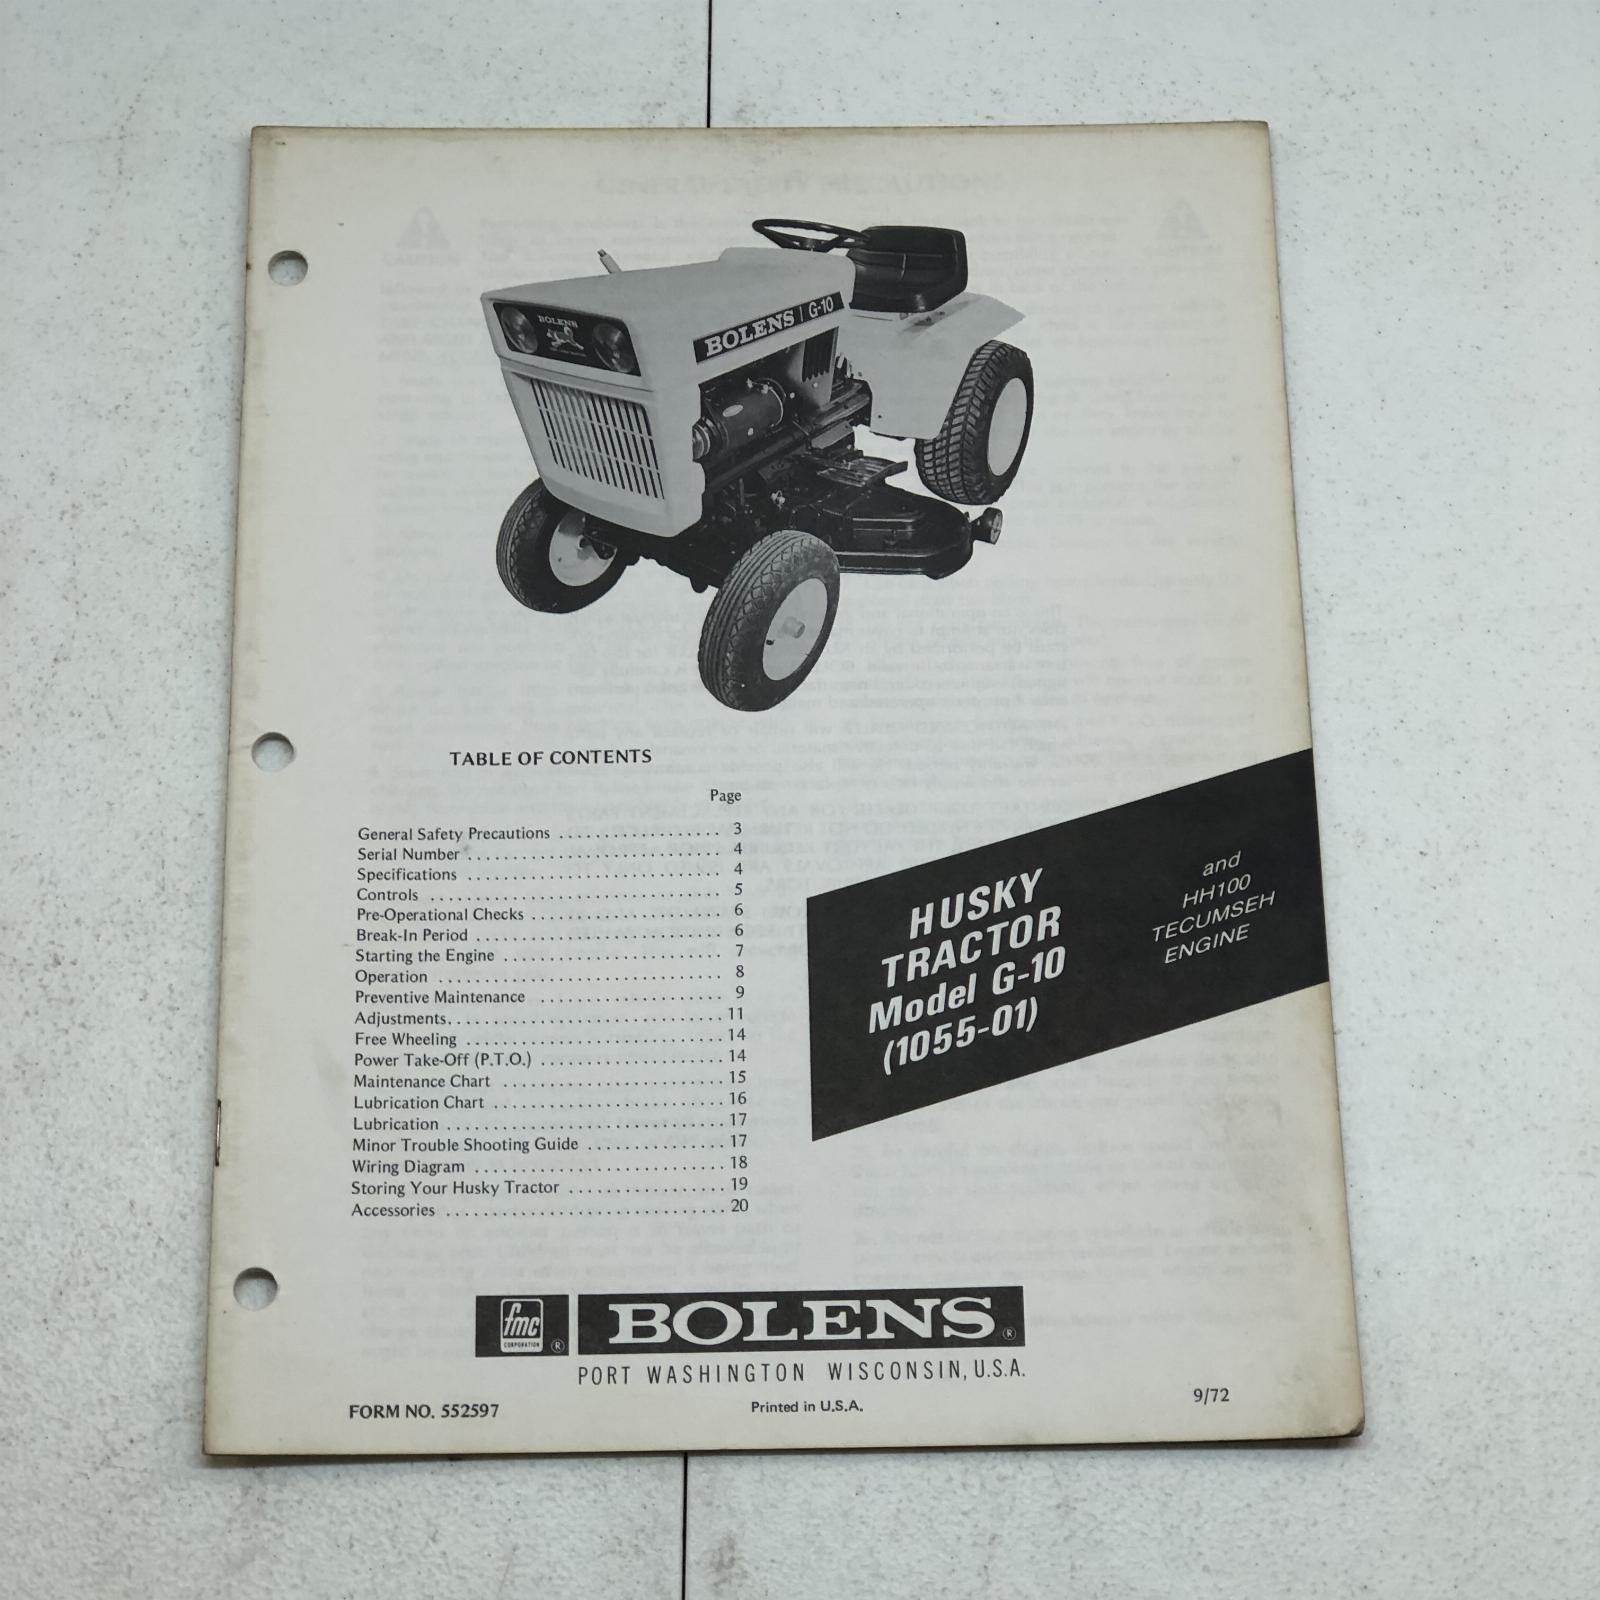 BOLENS
BOLENS | G-10
TABLE OF CONTENTS
Page
General Safety Precautions .................. 3
Serial Number ............................ 4
Specifications ............................ 4
Controls ................................ 5
Pre-Operational Checks ..................... 6
Break-In Period ........................... 6
Starting the Engine ........................ 7
Operation ............................... 8
Preventive Maintenance .................... 9
Adjustments.............................. 11
Free Wheeling ............................ 14
Power Take-Off (P.T.O.) .................... 14
Maintenance Chart ........................ 15
Lubrication Chart ......................... 16
Lubrication .............................. 17
Minor Trouble Shooting Guide ............... 17
Wiring Diagram ........................... 18
Storing Your Husky Tractor ................. 19
Accessories .............................. 20
HUSKY
TRACTOR
Model G-10
(1055-01)
and
HH100
TECUMSEH
ENGINE
fmc
CORPORATION
®
BOLENS®
PORT WASHINGTON WISCONSIN, U.S.A.
FORM NO. 552597
Printed in U.S.A.
9/72